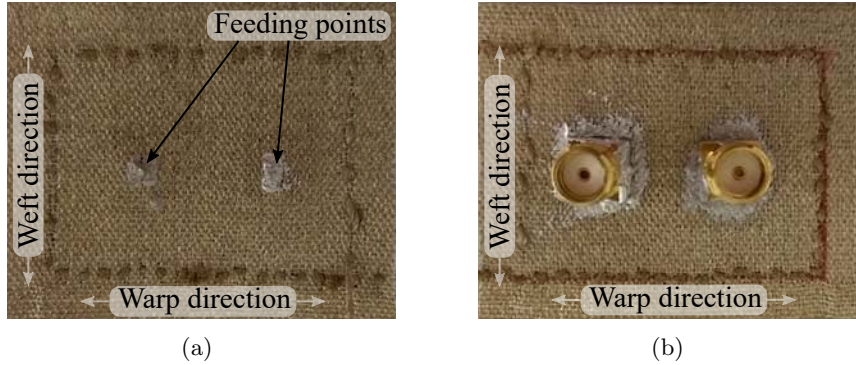 Feeding points
Weft direction
Warp direction
(a)
Weft direction
Warp direction
(b)